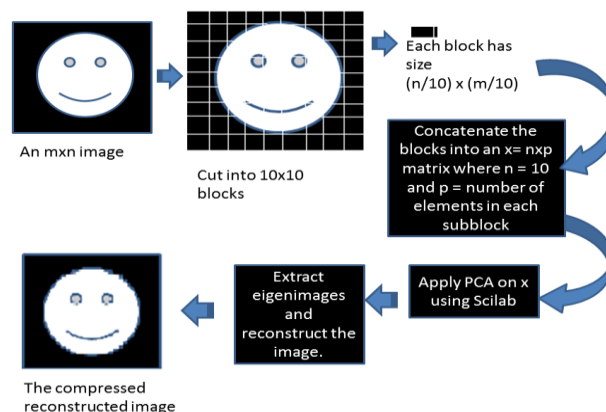 An mxn image
Cut into 10x10
blocks
Each block has
size
(n/10) x (m/10)
Concatenate the
blocks into an x= nxp
matrix where n = 10
and p = number of
elements in each
subblock
Apply PCA on x
using Scilab
Extract
eigenimages
and
reconstruct the
image.
The compressed
reconstructed image